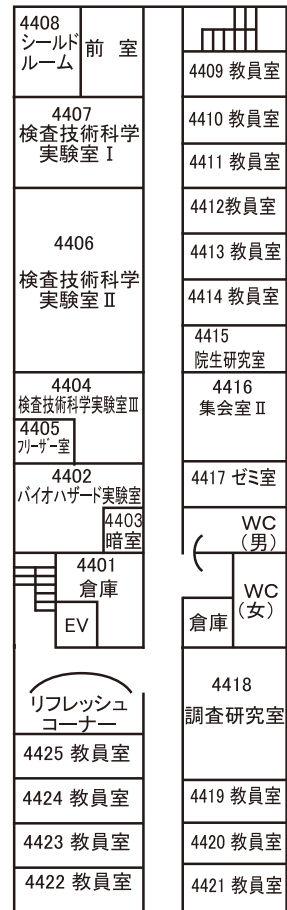 4408
シールド
ルーム
前 室
4407
検査技術科学
実験室Ⅰ
4406
検査技術科学
実験室Ⅱ
4404
検査技術科学実験室Ⅲ
4405
フリーザー室
4402
バイオハザード実験室
4403
暗室
4401
倉庫
EV
リフレッシュ
コーナー
4425 教員室
4424 教員室
4423 教員室
4422 教員室
4409 教員室
4410 教員室
4411 教員室
4412教員室
4413 教員室
4414 教員室
4415
院生研究室
4416
集会室Ⅱ
4417 ゼミ室
WC
(男)
WC
(女)
倉庫
4418
調査研究室
4419 教員室
4420 教員室
4421 教員室